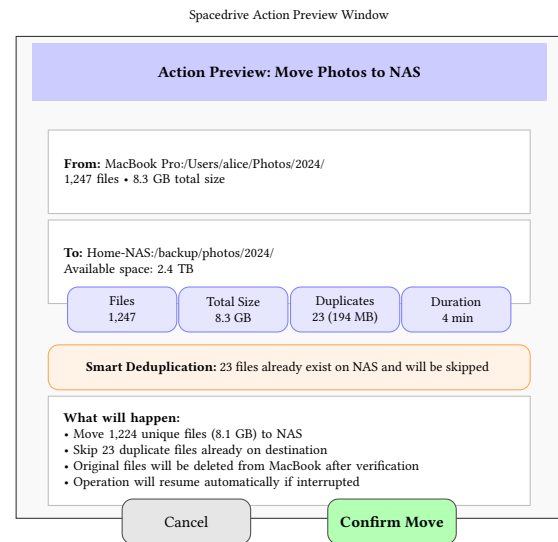 Spacedrive Action Preview Window
Action Preview: Move Photos to NAS
From: MacBook Pro:/Users/alice/Photos/2024/
1,247 files • 8.3 GB total size
To: Home-NAS:/backup/photos/2024/
Available space: 2.4 TB
Files
1,247
Total Size
8.3 GB
Duplicates
23 (194 MB)
Duration
4 min
Smart Deduplication: 23 files already exist on NAS and will be skipped
What will happen:
• Move 1,224 unique files (8.1 GB) to NAS
• Skip 23 duplicate files already on destination
• Original files will be deleted from MacBook after verification
• Operation will resume automatically if interrupted
Cancel
Confirm Move